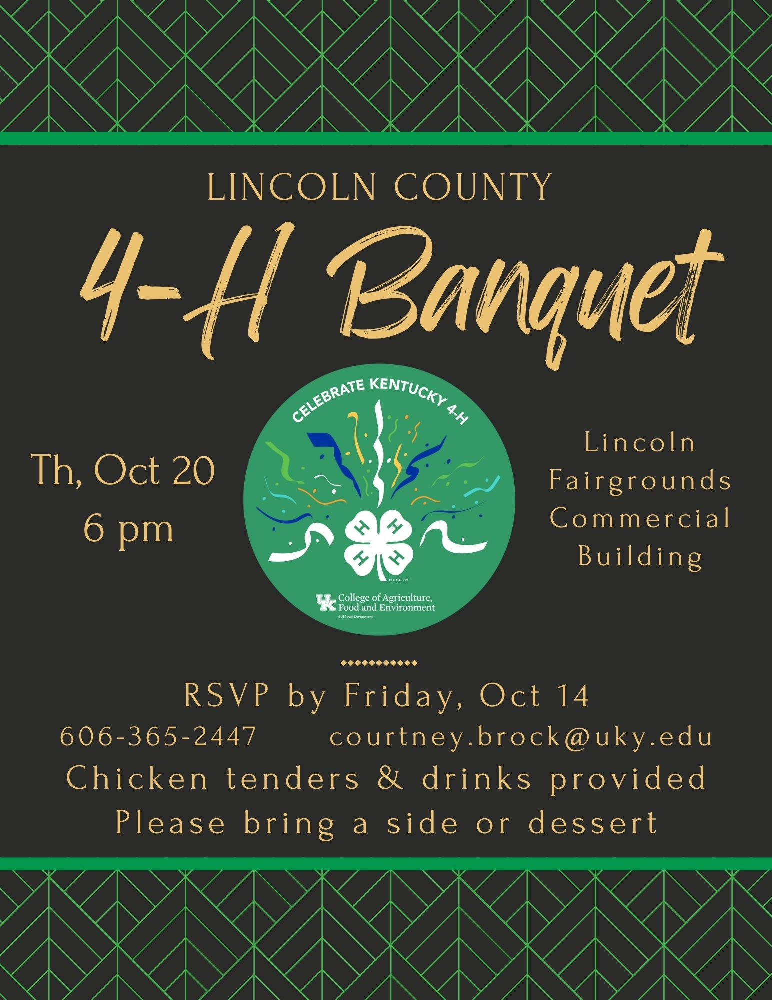 LINCOLN COUNTY
4-H Banquet
CELEBRATE KENTUCKY 4-H
Th, Oct 20
6 pm
Lincoln
Fairgrounds
Commercial
Building
H H
H H
18 U.S.C. 707
UK College of Agriculture,
Food and Environment
4-H Youth Development
RSVP by Friday, Oct 14
606-365-2447 courtney.brock@uky.edu
Chicken tenders & drinks provided
Please bring a side or dessert